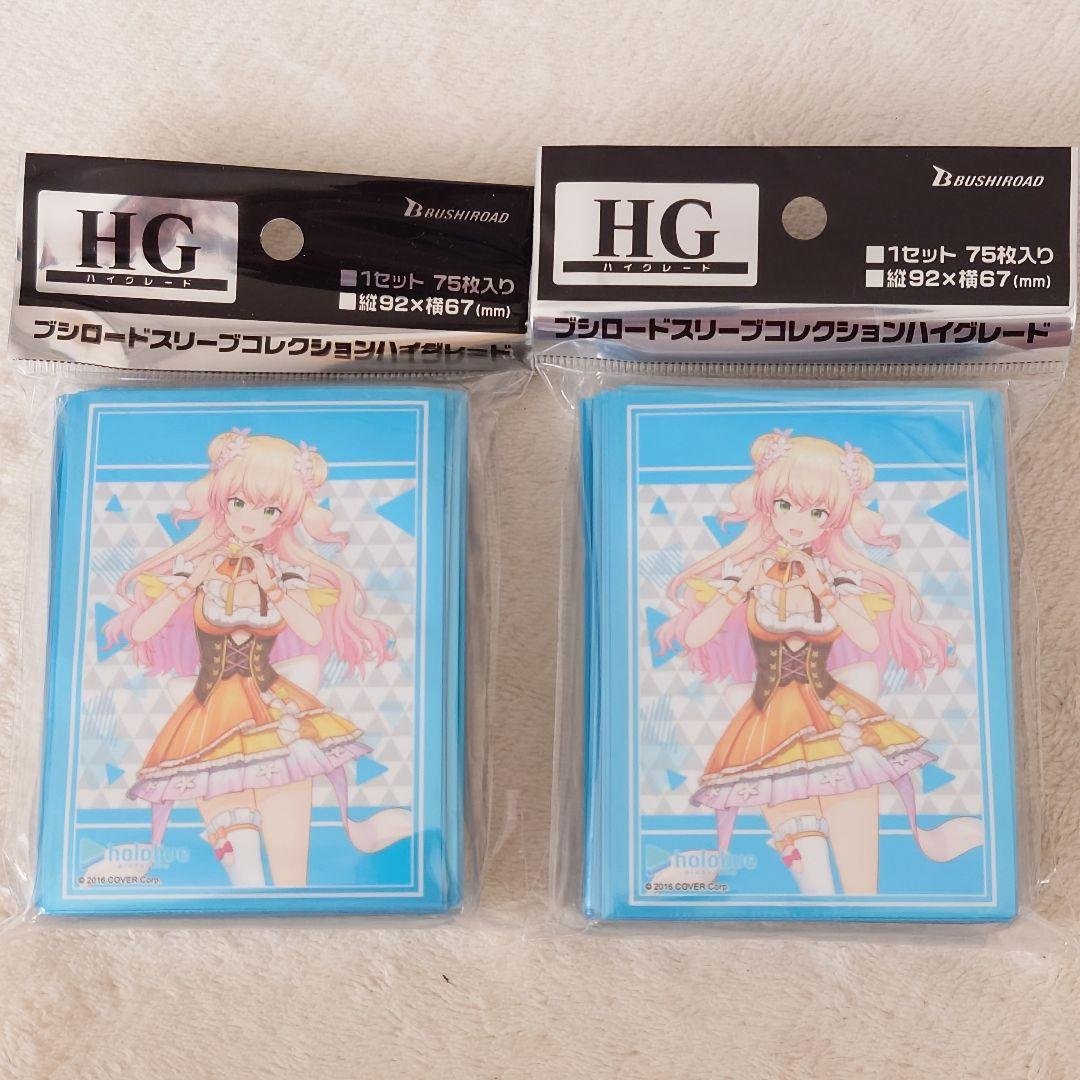 HG
ハイグレード
BUSHIROAD
■1セット 75枚入り
■縦92×横67(mm)
ブシロードスリーブコレクションハイグレード
hololive
production
© 2016 COVER Corp.
HG
ハイグレード
BUSHIROAD
■1セット 75枚入り
■縦92×横67(mm)
ブシロードスリーブコレクションハイグレード
hololive
production
© 2016 COVER Corp.